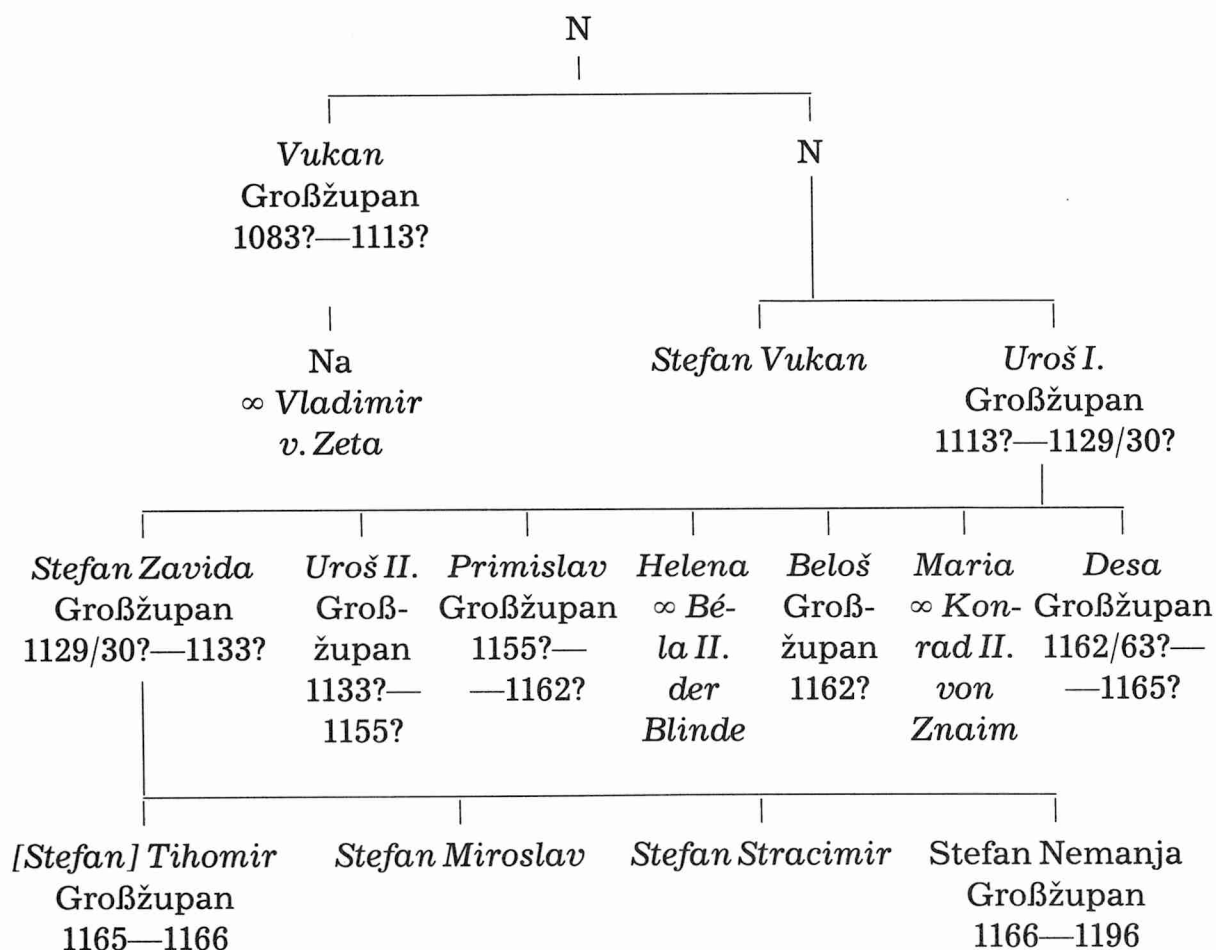 N
Vukan
Großžupan
1083?—1113?
N
Na
∞ Vladimir
v. Zeta
Stefan Vukan
Uroš I.
Großžupan
1113?—1129/30?
Stefan Zavida
Großžupan
1129/30?—1133?
Uroš II.
Groß-
župan
1133?—
1155?
Primislav
Großžupan
1155?—
—1162?
Helena
∞ Bé-
la II.
der
Blinde
Beloš
Groß-
župan
1162?
Maria
∞ Kon-
rad II.
von
Znaim
Desa
Großžupan
1162/63?—
—1165?
[Stefan] Tihomir
Großžupan
1165—1166
Stefan Miroslav
Stefan Stracimir
Stefan Nemanja
Großžupan
1166—1196